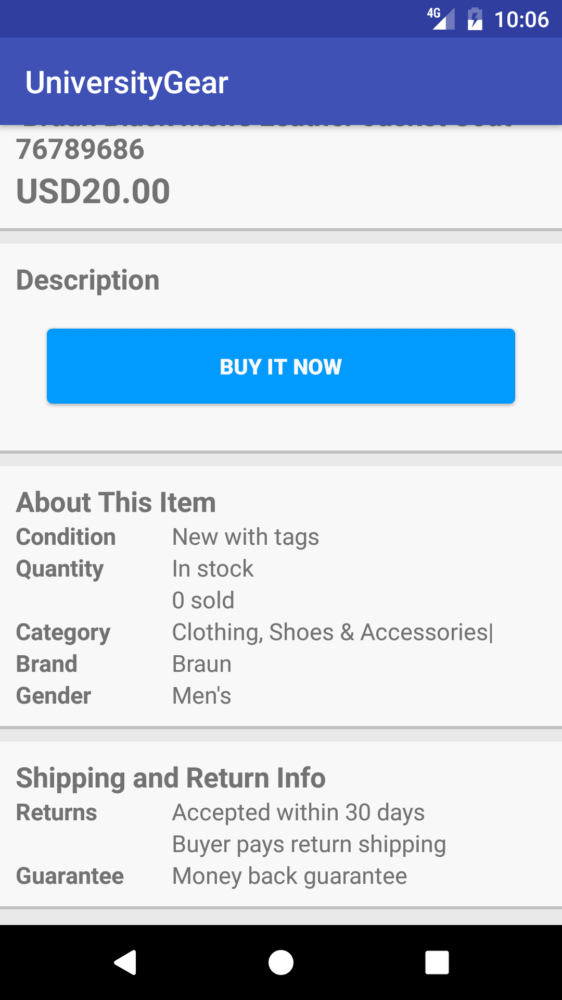 4G 10:06
UniversityGear
76789686
USD20.00
Description
BUY IT NOW
About This Item
Condition New with tags
Quantity In stock
0 sold
Category Clothing, Shoes & Accessories|
Brand Braun
Gender Men's
Shipping and Return Info
Returns Accepted within 30 days
Buyer pays return shipping
Guarantee Money back guarantee